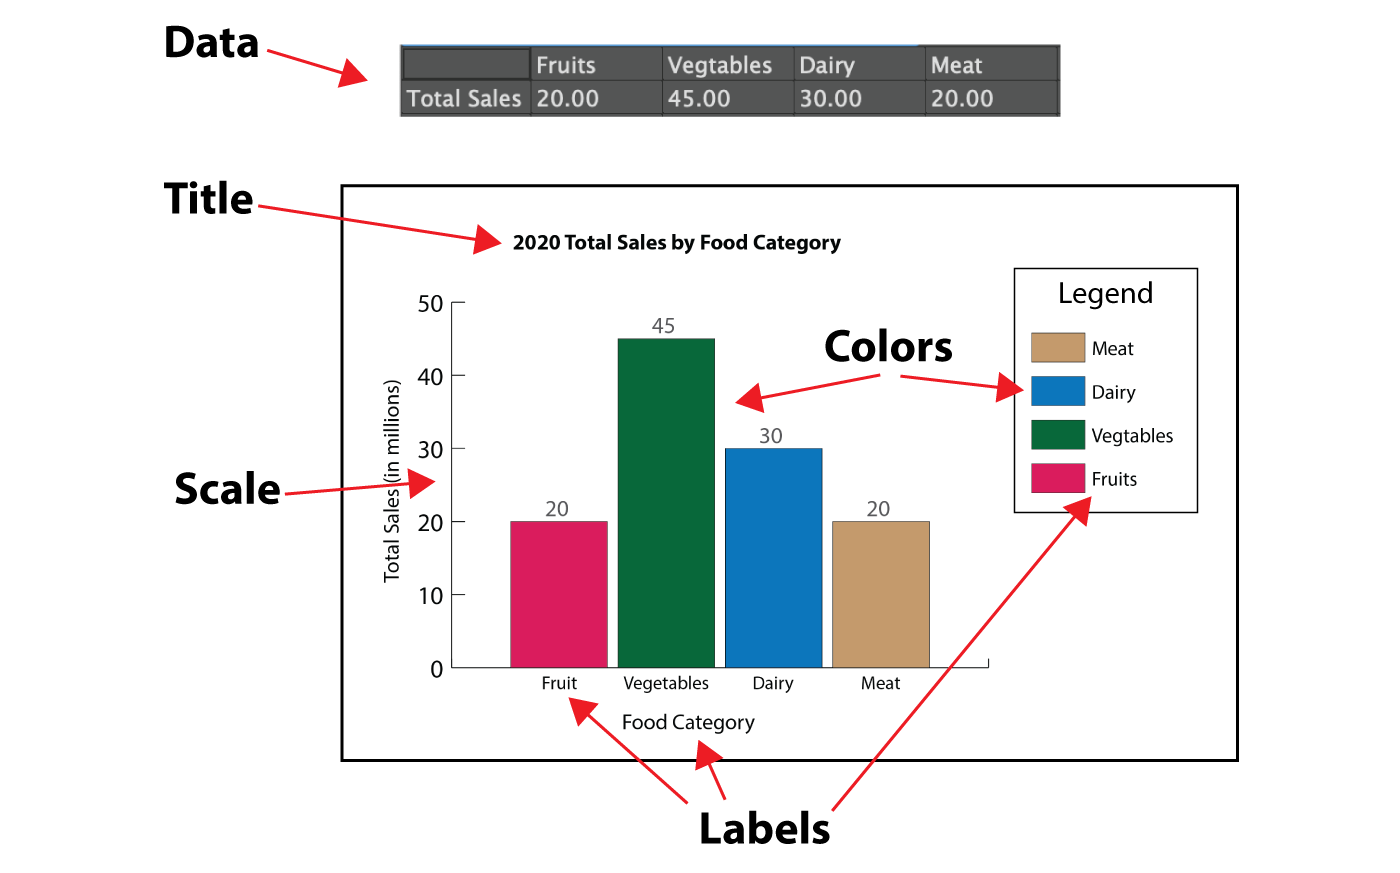 Data
Fruits Vegtables Dairy Meat
Total Sales 20.00 45.00 30.00 20.00
Title
2020 Total Sales by Food Category
Legend
Meat
Dairy
Vegtables
Fruits
Colors
Scale
Total Sales (in millions)
50
40
30
20
10
0
20 45 30 20
Fruit Vegetables Dairy Meat
Food Category
Labels